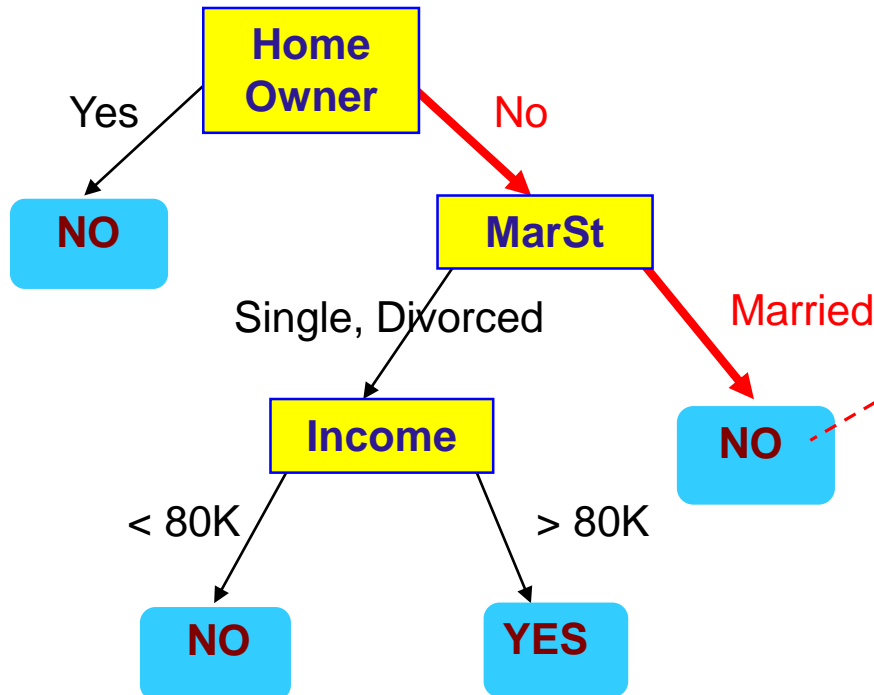 Home
Owner
Yes
No
NO
MarSt
Single, Divorced
Married
Income
NO
< 80K
> 80K
NO
YES